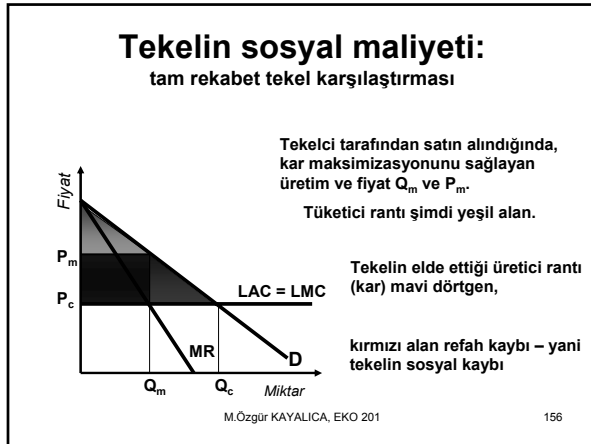 Tekelin sosyal maliyeti:
tam rekabet tekel karşılaştırması
Tekelci tarafından satın alındığında,
kar maksimizasyonunu sağlayan
üretim ve fiyat Qm ve Pm.
Tüketici rantı şimdi yeşil alan.
Tekelin elde ettiği üretici rantı
(kar) mavi dörtgen,
kırmızı alan refah kaybı – yani
tekelin sosyal kaybı
Fiyat
Pm
Pc
LAC = LMC
MR
D
Qm
Qc
Miktar
M.Özgür KAYALICA, EKO 201
156